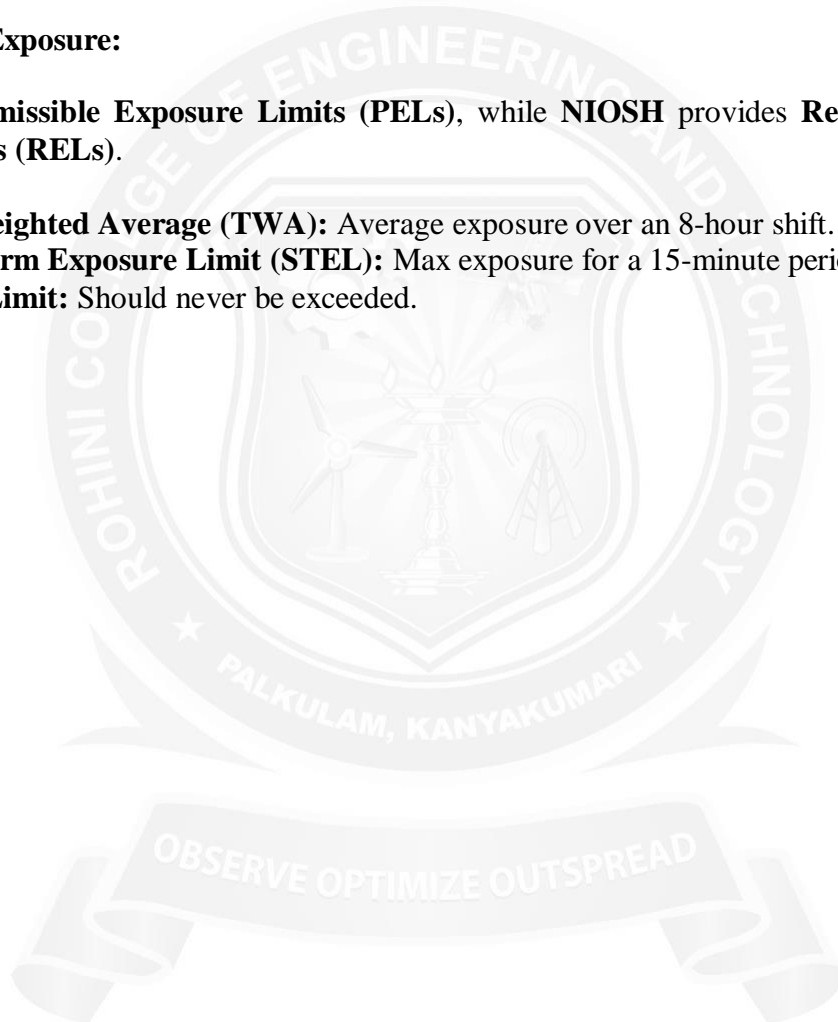 Exposure:
missible Exposure Limits (PELs), while NIOSH provides Re
s (RELs).
eighted Average (TWA): Average exposure over an 8-hour shift.
rm Exposure Limit (STEL): Max exposure for a 15-minute peri
Limit: Should never be exceeded.
ROHINI COLLEGE OF ENGINEERING AND TECHNOLOGY
PALKULAM, KANYAKUMARI
OBSERVE OPTIMIZE OUTSPREAD